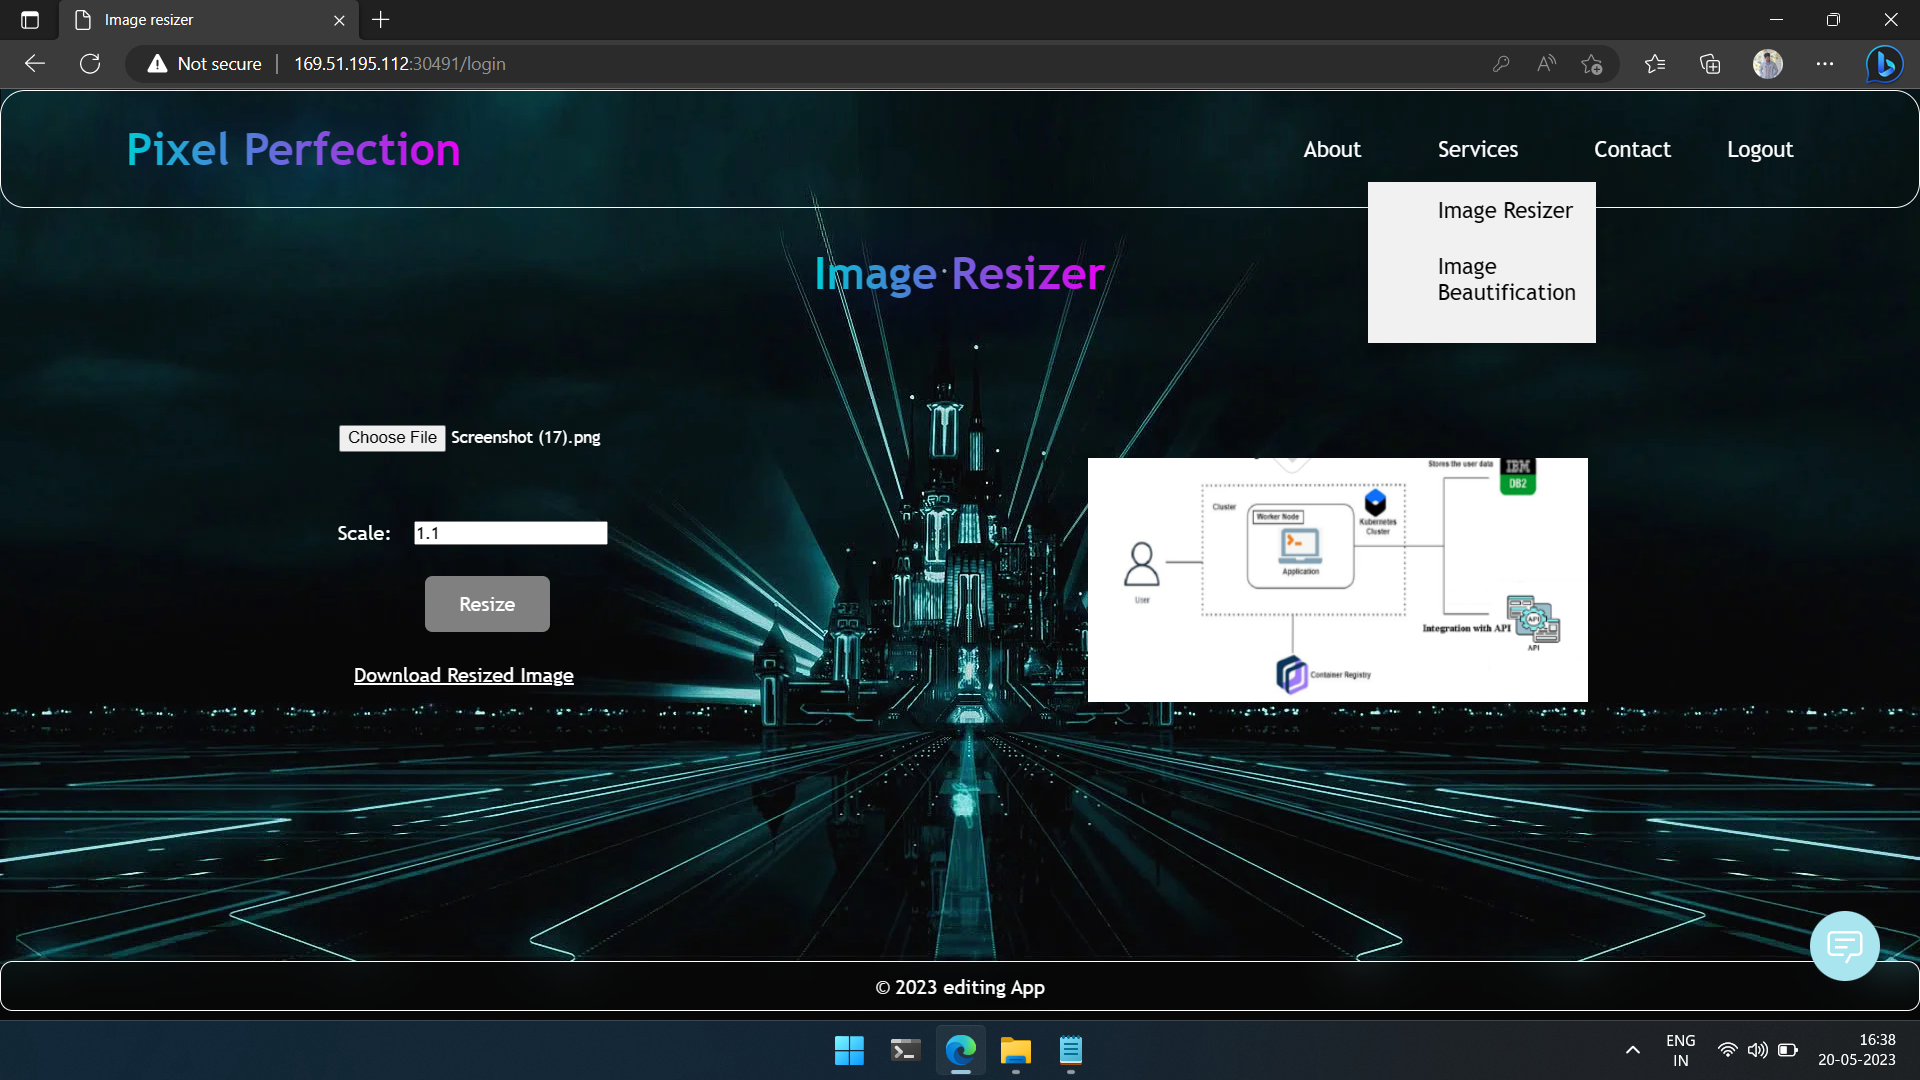 Image resizer
Not secure
169.51.195.112:30491/login
Pixel Perfection
About
Services
Contact
Logout
Image Resizer
Image
Beautification
Image Resizer
Choose File
Screenshot (17).png
Scale:
1.1
Resize
Download Resized Image
Stores the user data
IBM
DB2
Cluster
Worker Node
Kubernetes
Cluster
Application
User
Integration with API
API
API
Container Registry
© 2023 editing App
ENG
IN
16:38
20-05-2023